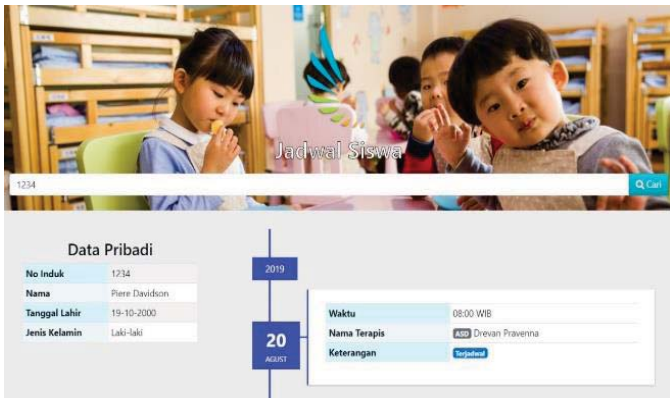 Jadwal Siswa
1234
Cari
Data Pribadi
No Induk 1234
Nama Piere Davidson
Tanggal Lahir 19-10-2000
Jenis Kelamin Laki-laki
2019
20
AGUST
Waktu 08:00 WIB
Nama Terapis ASD Drevan Pravenna
Keterangan Terjadwal